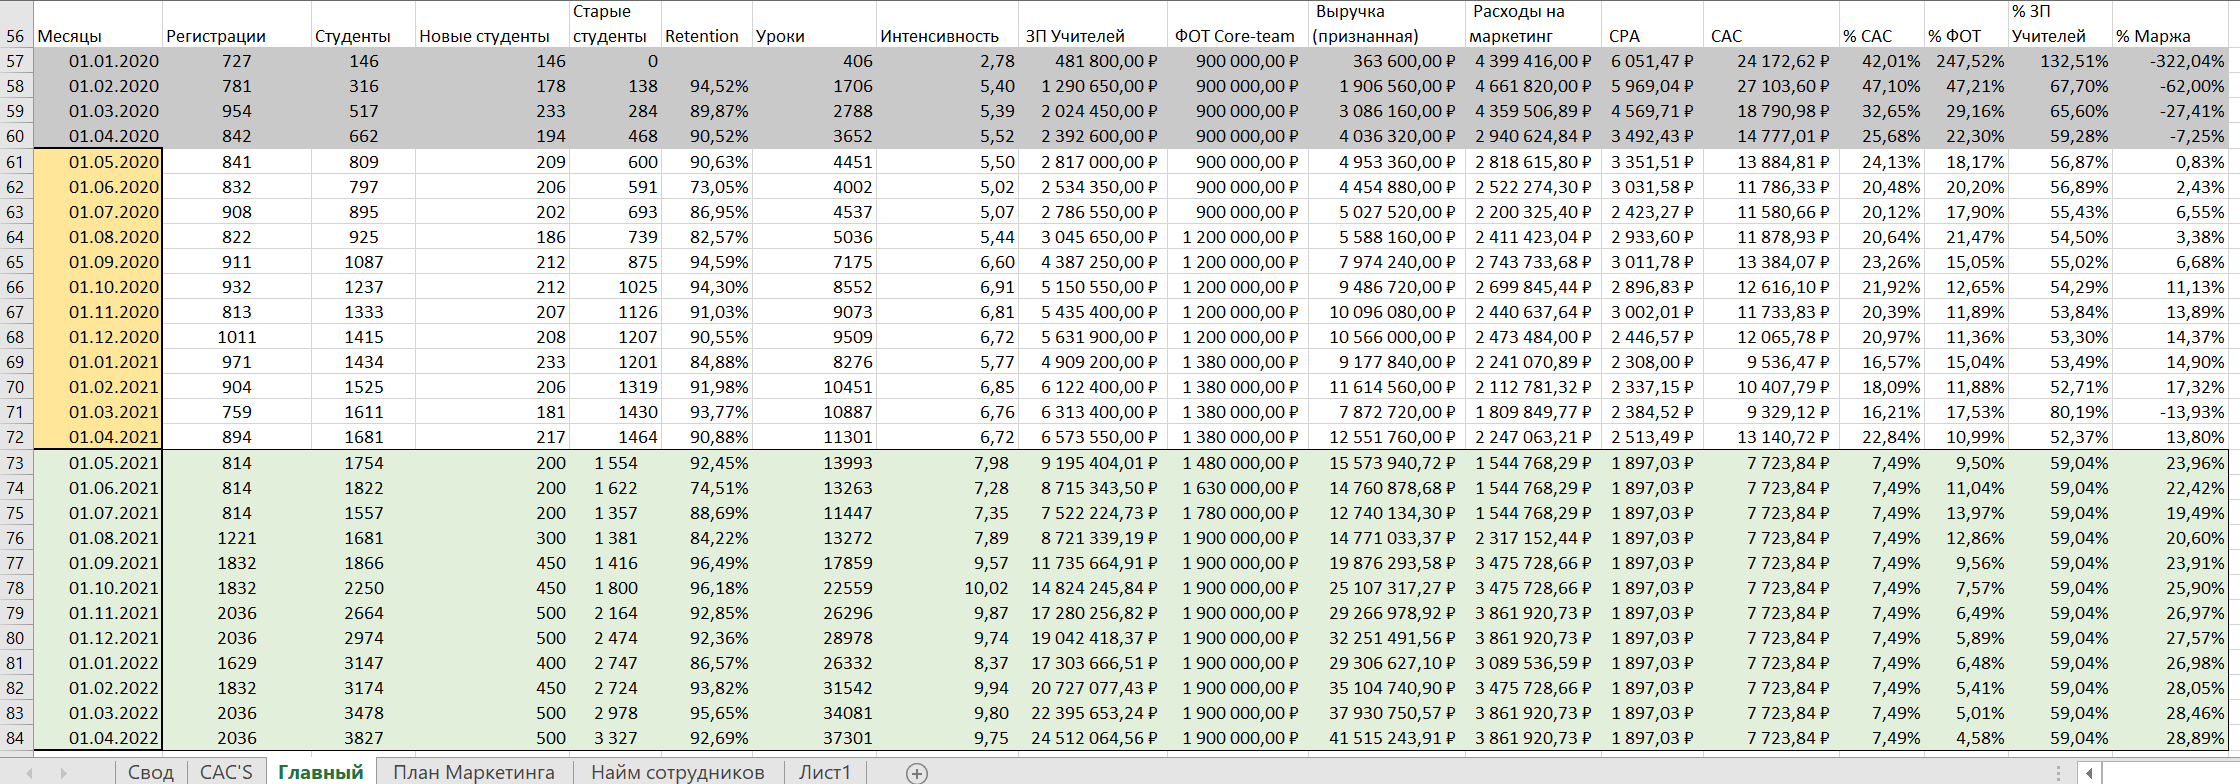 56 Месяцы Регистрации Студенты Новые студенты Старые студенты Retention Уроки Интенсивность ЗП Учителей ФОТ Core-team Выручка (признанная) Расходы на маркетинг CPA CAC % CAC % ФОТ % ЗП Учителей % Маржа
57 01.01.2020 727 146 146 0 406 2,78 481 800,00 ₽ 900 000,00 ₽ 363 600,00 ₽ 4 399 416,00 ₽ 6 051,47 ₽ 24 172,62 ₽ 42,01% 247,52% 132,51% -322,04%
58 01.02.2020 781 316 178 138 94,52% 1706 5,40 1 290 650,00 ₽ 900 000,00 ₽ 1 906 560,00 ₽ 4 661 820,00 ₽ 5 969,04 ₽ 27 103,60 ₽ 47,10% 47,21% 67,70% -62,00%
59 01.03.2020 954 517 233 284 89,87% 2788 5,39 2 024 450,00 ₽ 900 000,00 ₽ 3 086 160,00 ₽ 4 359 506,89 ₽ 4 569,71 ₽ 18 790,98 ₽ 32,65% 29,16% 65,60% -27,41%
60 01.04.2020 842 662 194 468 90,52% 3652 5,52 2 392 600,00 ₽ 900 000,00 ₽ 4 036 320,00 ₽ 2 940 624,84 ₽ 3 492,43 ₽ 14 777,01 ₽ 25,68% 22,30% 59,28% -7,25%
61 01.05.2020 841 809 209 600 90,63% 4451 5,50 2 817 000,00 ₽ 900 000,00 ₽ 4 953 360,00 ₽ 2 818 615,80 ₽ 3 351,51 ₽ 13 884,81 ₽ 24,13% 18,17% 56,87% 0,83%
62 01.06.2020 832 797 206 591 73,05% 4002 5,02 2 534 350,00 ₽ 900 000,00 ₽ 4 454 880,00 ₽ 2 522 274,30 ₽ 3 031,58 ₽ 11 786,33 ₽ 20,48% 20,20% 56,89% 2,43%
63 01.07.2020 908 895 202 693 86,95% 4537 5,07 2 786 550,00 ₽ 900 000,00 ₽ 5 027 520,00 ₽ 2 200 325,40 ₽ 2 423,27 ₽ 11 580,66 ₽ 20,12% 17,90% 55,43% 6,55%
64 01.08.2020 822 925 186 739 82,57% 5036 5,44 3 045 650,00 ₽ 1 200 000,00 ₽ 5 588 160,00 ₽ 2 411 423,04 ₽ 2 933,60 ₽ 11 878,93 ₽ 20,64% 21,47% 54,50% 3,38%
65 01.09.2020 911 1087 212 875 94,59% 7175 6,60 4 387 250,00 ₽ 1 200 000,00 ₽ 7 974 240,00 ₽ 2 743 733,68 ₽ 3 011,78 ₽ 13 384,07 ₽ 23,26% 15,05% 55,02% 6,68%
66 01.10.2020 932 1237 212 1025 94,30% 8552 6,91 5 150 550,00 ₽ 1 200 000,00 ₽ 9 486 720,00 ₽ 2 699 845,44 ₽ 2 896,83 ₽ 12 616,10 ₽ 21,92% 12,65% 54,29% 11,13%
67 01.11.2020 813 1333 207 1126 91,03% 9073 6,81 5 435 400,00 ₽ 1 200 000,00 ₽ 10 096 080,00 ₽ 2 440 637,64 ₽ 3 002,01 ₽ 11 733,83 ₽ 20,39% 11,89% 53,84% 13,89%
68 01.12.2020 1011 1415 208 1207 90,55% 9509 6,72 5 631 900,00 ₽ 1 200 000,00 ₽ 10 566 000,00 ₽ 2 473 484,00 ₽ 2 446,57 ₽ 12 065,78 ₽ 20,97% 11,36% 53,30% 14,37%
69 01.01.2021 971 1434 233 1201 84,88% 8276 5,77 4 909 200,00 ₽ 1 380 000,00 ₽ 9 177 840,00 ₽ 2 241 070,89 ₽ 2 308,00 ₽ 9 536,47 ₽ 16,57% 15,04% 53,49% 14,90%
70 01.02.2021 904 1525 206 1319 91,98% 10451 6,85 6 122 400,00 ₽ 1 380 000,00 ₽ 11 614 560,00 ₽ 2 112 781,32 ₽ 2 337,15 ₽ 10 407,79 ₽ 18,09% 11,88% 52,71% 17,32%
71 01.03.2021 759 1611 181 1430 93,77% 10887 6,76 6 313 400,00 ₽ 1 380 000,00 ₽ 7 872 720,00 ₽ 1 809 849,77 ₽ 2 384,52 ₽ 9 329,12 ₽ 16,21% 17,53% 80,19% -13,93%
72 01.04.2021 894 1681 217 1464 90,88% 11301 6,72 6 573 550,00 ₽ 1 380 000,00 ₽ 12 551 760,00 ₽ 2 247 063,21 ₽ 2 513,49 ₽ 13 140,72 ₽ 22,84% 10,99% 52,37% 13,80%
73 01.05.2021 814 1754 200 1 554 92,45% 13993 7,98 9 195 404,01 ₽ 1 480 000,00 ₽ 15 573 940,72 ₽ 1 544 768,29 ₽ 1 897,03 ₽ 7 723,84 ₽ 7,49% 9,50% 59,04% 23,96%
74 01.06.2021 814 1822 200 1 622 74,51% 13263 7,28 8 715 343,50 ₽ 1 630 000,00 ₽ 14 760 878,68 ₽ 1 544 768,29 ₽ 1 897,03 ₽ 7 723,84 ₽ 7,49% 11,04% 59,04% 22,42%
75 01.07.2021 814 1557 200 1 357 88,69% 11447 7,35 7 522 224,73 ₽ 1 780 000,00 ₽ 12 740 134,30 ₽ 1 544 768,29 ₽ 1 897,03 ₽ 7 723,84 ₽ 7,49% 13,97% 59,04% 19,49%
76 01.08.2021 1221 1681 300 1 381 84,22% 13272 7,89 8 721 339,19 ₽ 1 900 000,00 ₽ 14 771 033,37 ₽ 2 317 152,44 ₽ 1 897,03 ₽ 7 723,84 ₽ 7,49% 12,86% 59,04% 20,60%
77 01.09.2021 1832 1866 450 1 416 96,49% 17859 9,57 11 735 664,91 ₽ 1 900 000,00 ₽ 19 876 293,58 ₽ 3 475 728,66 ₽ 1 897,03 ₽ 7 723,84 ₽ 7,49% 9,56% 59,04% 23,91%
78 01.10.2021 1832 2250 450 1 800 96,18% 22559 10,02 14 824 245,84 ₽ 1 900 000,00 ₽ 25 107 317,27 ₽ 3 475 728,66 ₽ 1 897,03 ₽ 7 723,84 ₽ 7,49% 7,57% 59,04% 25,90%
79 01.11.2021 2036 2664 500 2 164 92,85% 26296 9,87 17 280 256,82 ₽ 1 900 000,00 ₽ 29 266 978,92 ₽ 3 861 920,73 ₽ 1 897,03 ₽ 7 723,84 ₽ 7,49% 6,49% 59,04% 26,97%
80 01.12.2021 2036 2974 500 2 474 92,36% 28978 9,74 19 042 418,37 ₽ 1 900 000,00 ₽ 32 251 491,56 ₽ 3 861 920,73 ₽ 1 897,03 ₽ 7 723,84 ₽ 7,49% 5,89% 59,04% 27,57%
81 01.01.2022 1629 3147 400 2 747 86,57% 26332 8,37 17 303 666,51 ₽ 1 900 000,00 ₽ 29 306 627,10 ₽ 3 089 536,59 ₽ 1 897,03 ₽ 7 723,84 ₽ 7,49% 6,48% 59,04% 26,98%
82 01.02.2022 1832 3174 450 2 724 93,82% 31542 9,94 20 727 077,43 ₽ 1 900 000,00 ₽ 35 104 740,90 ₽ 3 475 728,66 ₽ 1 897,03 ₽ 7 723,84 ₽ 7,49% 5,41% 59,04% 28,05%
83 01.03.2022 2036 3478 500 2 978 95,65% 34081 9,80 22 395 653,24 ₽ 1 900 000,00 ₽ 37 930 750,57 ₽ 3 861 920,73 ₽ 1 897,03 ₽ 7 723,84 ₽ 7,49% 5,01% 59,04% 28,46%
84 01.04.2022 2036 3827 500 3 327 92,69% 37301 9,75 24 512 064,56 ₽ 1 900 000,00 ₽ 41 515 243,91 ₽ 3 861 920,73 ₽ 1 897,03 ₽ 7 723,84 ₽ 7,49% 4,58% 59,04% 28,89%
Свод CAC'S Главный План Маркетинга Найм сотрудников Лист1